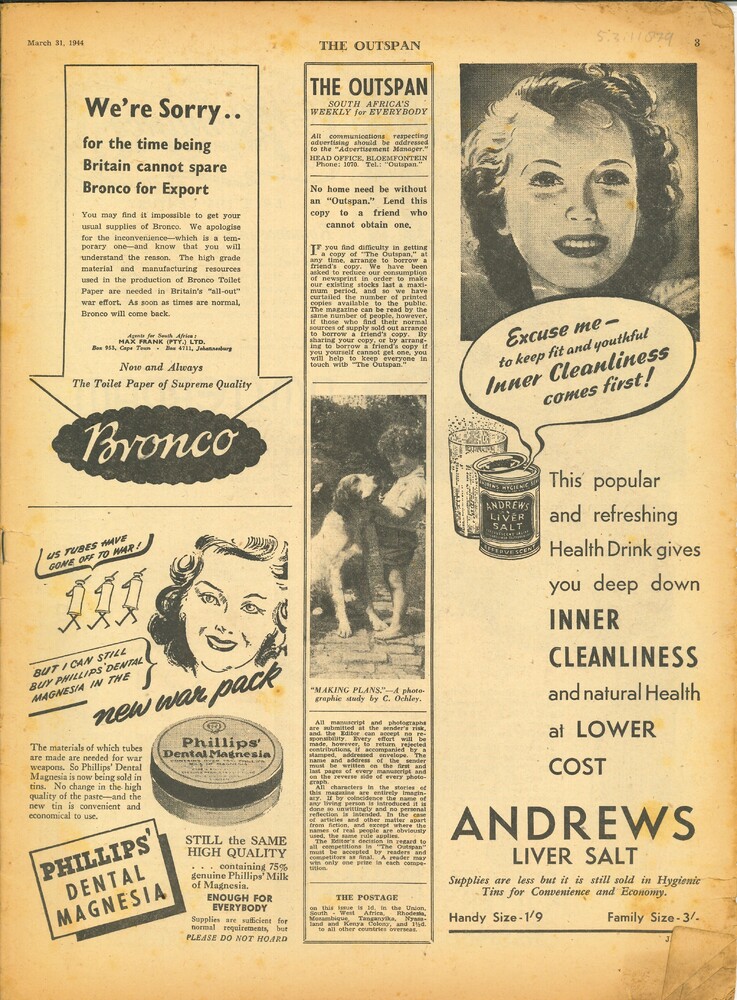 March 31, 1944
THE OUTSPAN
3
We're Sorry..
for the time being
Britain cannot spare
Bronco for Export
You may find it impossible to get your
usual supplies of Bronco. We apologise
for the inconvenience—which is a tem-
porary one—and know that you will
understand the reason. The high grade
material and manufacturing resources
used in the production of Bronco Toilet
Paper are needed in Britain's "all-out"
war effort. As soon as times are normal,
Bronco will come back.
Agents for South Africa:
MAX FRANK (PTY.) LTD.
Box 953, Cape Town - Box 4711, Johannesburg
Now and Always
The Toilet Paper of Supreme Quality
Bronco
US TUBES HAVE
GONE OFF TO WAR!
BUT I CAN STILL
BUY PHILLIPS' DENTAL
MAGNESIA IN THE
new war pack
Phillips'
Dental Magnesia
The materials of which tubes
are made are needed for war
weapons. So Phillips' Dental
Magnesia is now being sold in
tins. No change in the high
quality of the paste—and the
new tin is convenient and
economical to use.
PHILLIPS'
DENTAL
MAGNESIA
STILL the SAME
HIGH QUALITY
. . . containing 75%
genuine Phillips' Milk
of Magnesia.
ENOUGH FOR
EVERYBODY
Supplies are sufficient for
normal requirements, but
PLEASE DO NOT HOARD
THE OUTSPAN
SOUTH AFRICA'S
WEEKLY for EVERYBODY
All communications respecting
advertising should be addressed
to the "Advertisement Manager."
HEAD OFFICE, BLOEMFONTEIN
Phone: 1070. Tel.: "Outspan."
No home need be without
an "Outspan." Lend this
copy to a friend who
cannot obtain one.
IF you find difficulty in getting
a copy of "The Outspan," at
any time, arrange to borrow a
friend's copy. We have been
asked to reduce our consumption
of newsprint in order to make
our existing stocks last a maxi-
mum period, and so we have
curtailed the number of printed
copies available to the public.
The magazine can be read by the
same number of people, however,
if those who find their normal
sources of supply sold out arrange
to borrow a friend's copy. By
sharing your copy, or by arrang-
ing to borrow a friend's copy if
you yourself cannot get one, you
will help to keep everyone in
touch with "The Outspan."
"MAKING PLANS."—A photo-
graphic study by C. Ochley.
All manuscript and photographs
are submitted at the sender's risk,
and the Editor can accept no re-
sponsibility. Every effort will be
made, however, to return rejected
contributions, if accompanied by a
stamped, addressed envelope. The
name and address of the sender
must be written on the first and
last pages of every manuscript and
on the reverse side of every photo-
graph.
All characters in the stories of
this magazine are entirely imagin-
ary. If by coincidence the name of
any living person is introduced it is
done so unwittingly and no personal
reflection is intended. In the case
of articles and other matter apart
from fiction, and except where the
names of real people are obviously
used, the same rule applies.
The Editor's decision in regard to
all competitions in "The Outspan"
must be accepted by readers and
competitors as final. A reader may
win only one prize in each compe-
tition.
THE POSTAGE
on this issue is 1d. in the Union,
South - West Africa, Rhodesia,
Mozambique, Tanganyika, Nyasa-
land and Kenya Colony, and 1½d.
to all other countries overseas.
Excuse me —
to keep fit and youthful
Inner Cleanliness
comes first!
ANDREWS
LIVER
SALT
EFFERVESCENT
This popular
and refreshing
Health Drink gives
you deep down
INNER
CLEANLINESS
and natural Health
at LOWER
COST
ANDREWS
LIVER SALT
Supplies are less but it is still sold in Hygienic
Tins for Convenience and Economy.
Handy Size - 1/9 Family Size - 3/-